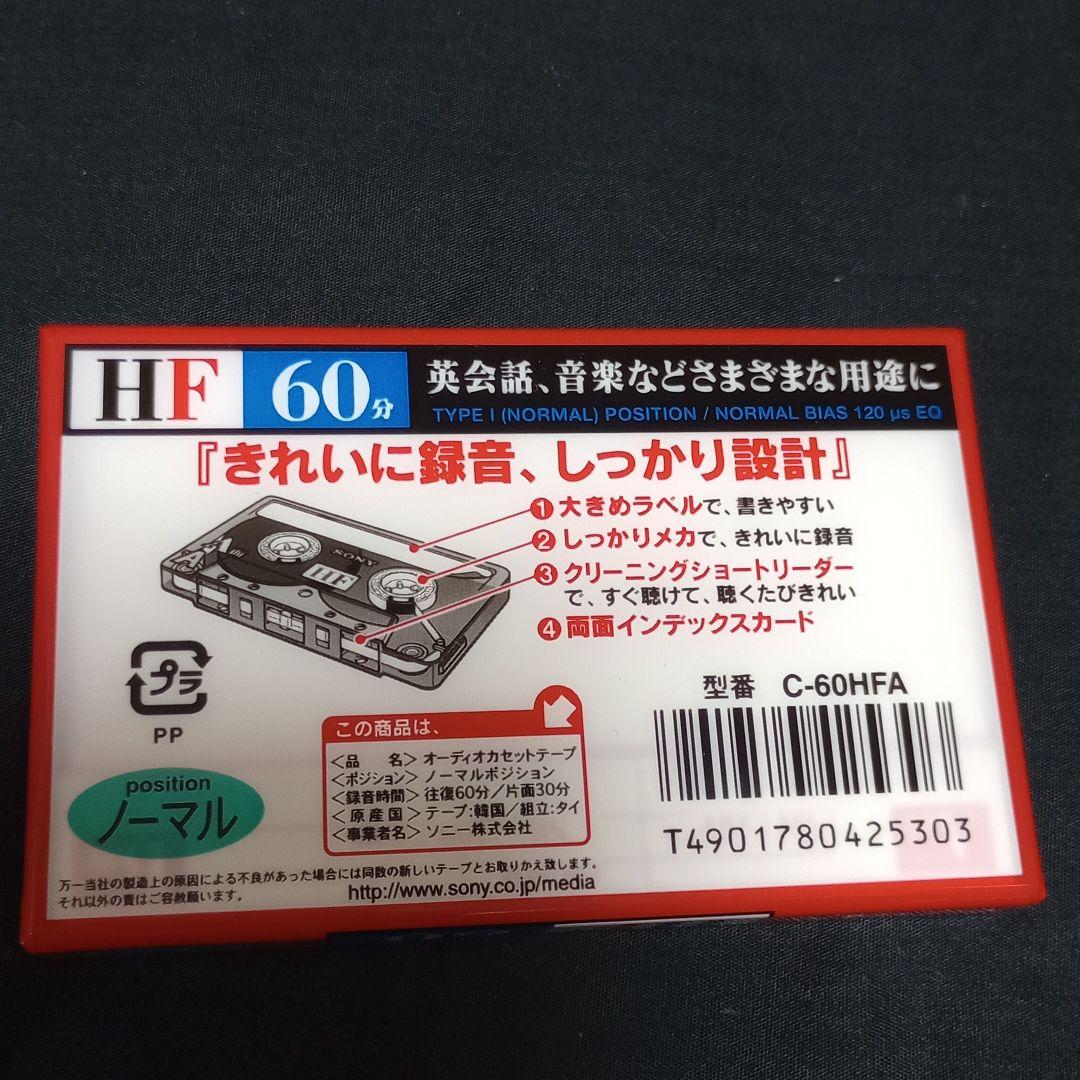 HF 60分 英会話、音楽などさまざまな用途に
TYPE I (NORMAL) POSITION / NORMAL BIAS 120 µs EQ
『きれいに録音、しっかり設計』
①大きめラベルで、書きやすい
②しっかりメカで、きれいに録音
③クリーニングショートリーダー
で、すぐ聴けて、聴くたびきれい
④両面インデックスカード
A
SONY
HF
プラ
PP
型番 C-60HFA
この商品は、
<品 名>オーディオカセットテープ
<ポジション>ノーマルポジション
<録音時間>往復60分/片面30分
<原産国>テープ:韓国/組立:タイ
<事業者名>ソニー株式会社
T4901780425303
position
ノーマル
万一当社の製造上の原因による不良があった場合には同数の新しいテープとお取りかえ致します。
それ以外の責はご容赦願います。
http://www.sony.co.jp/media